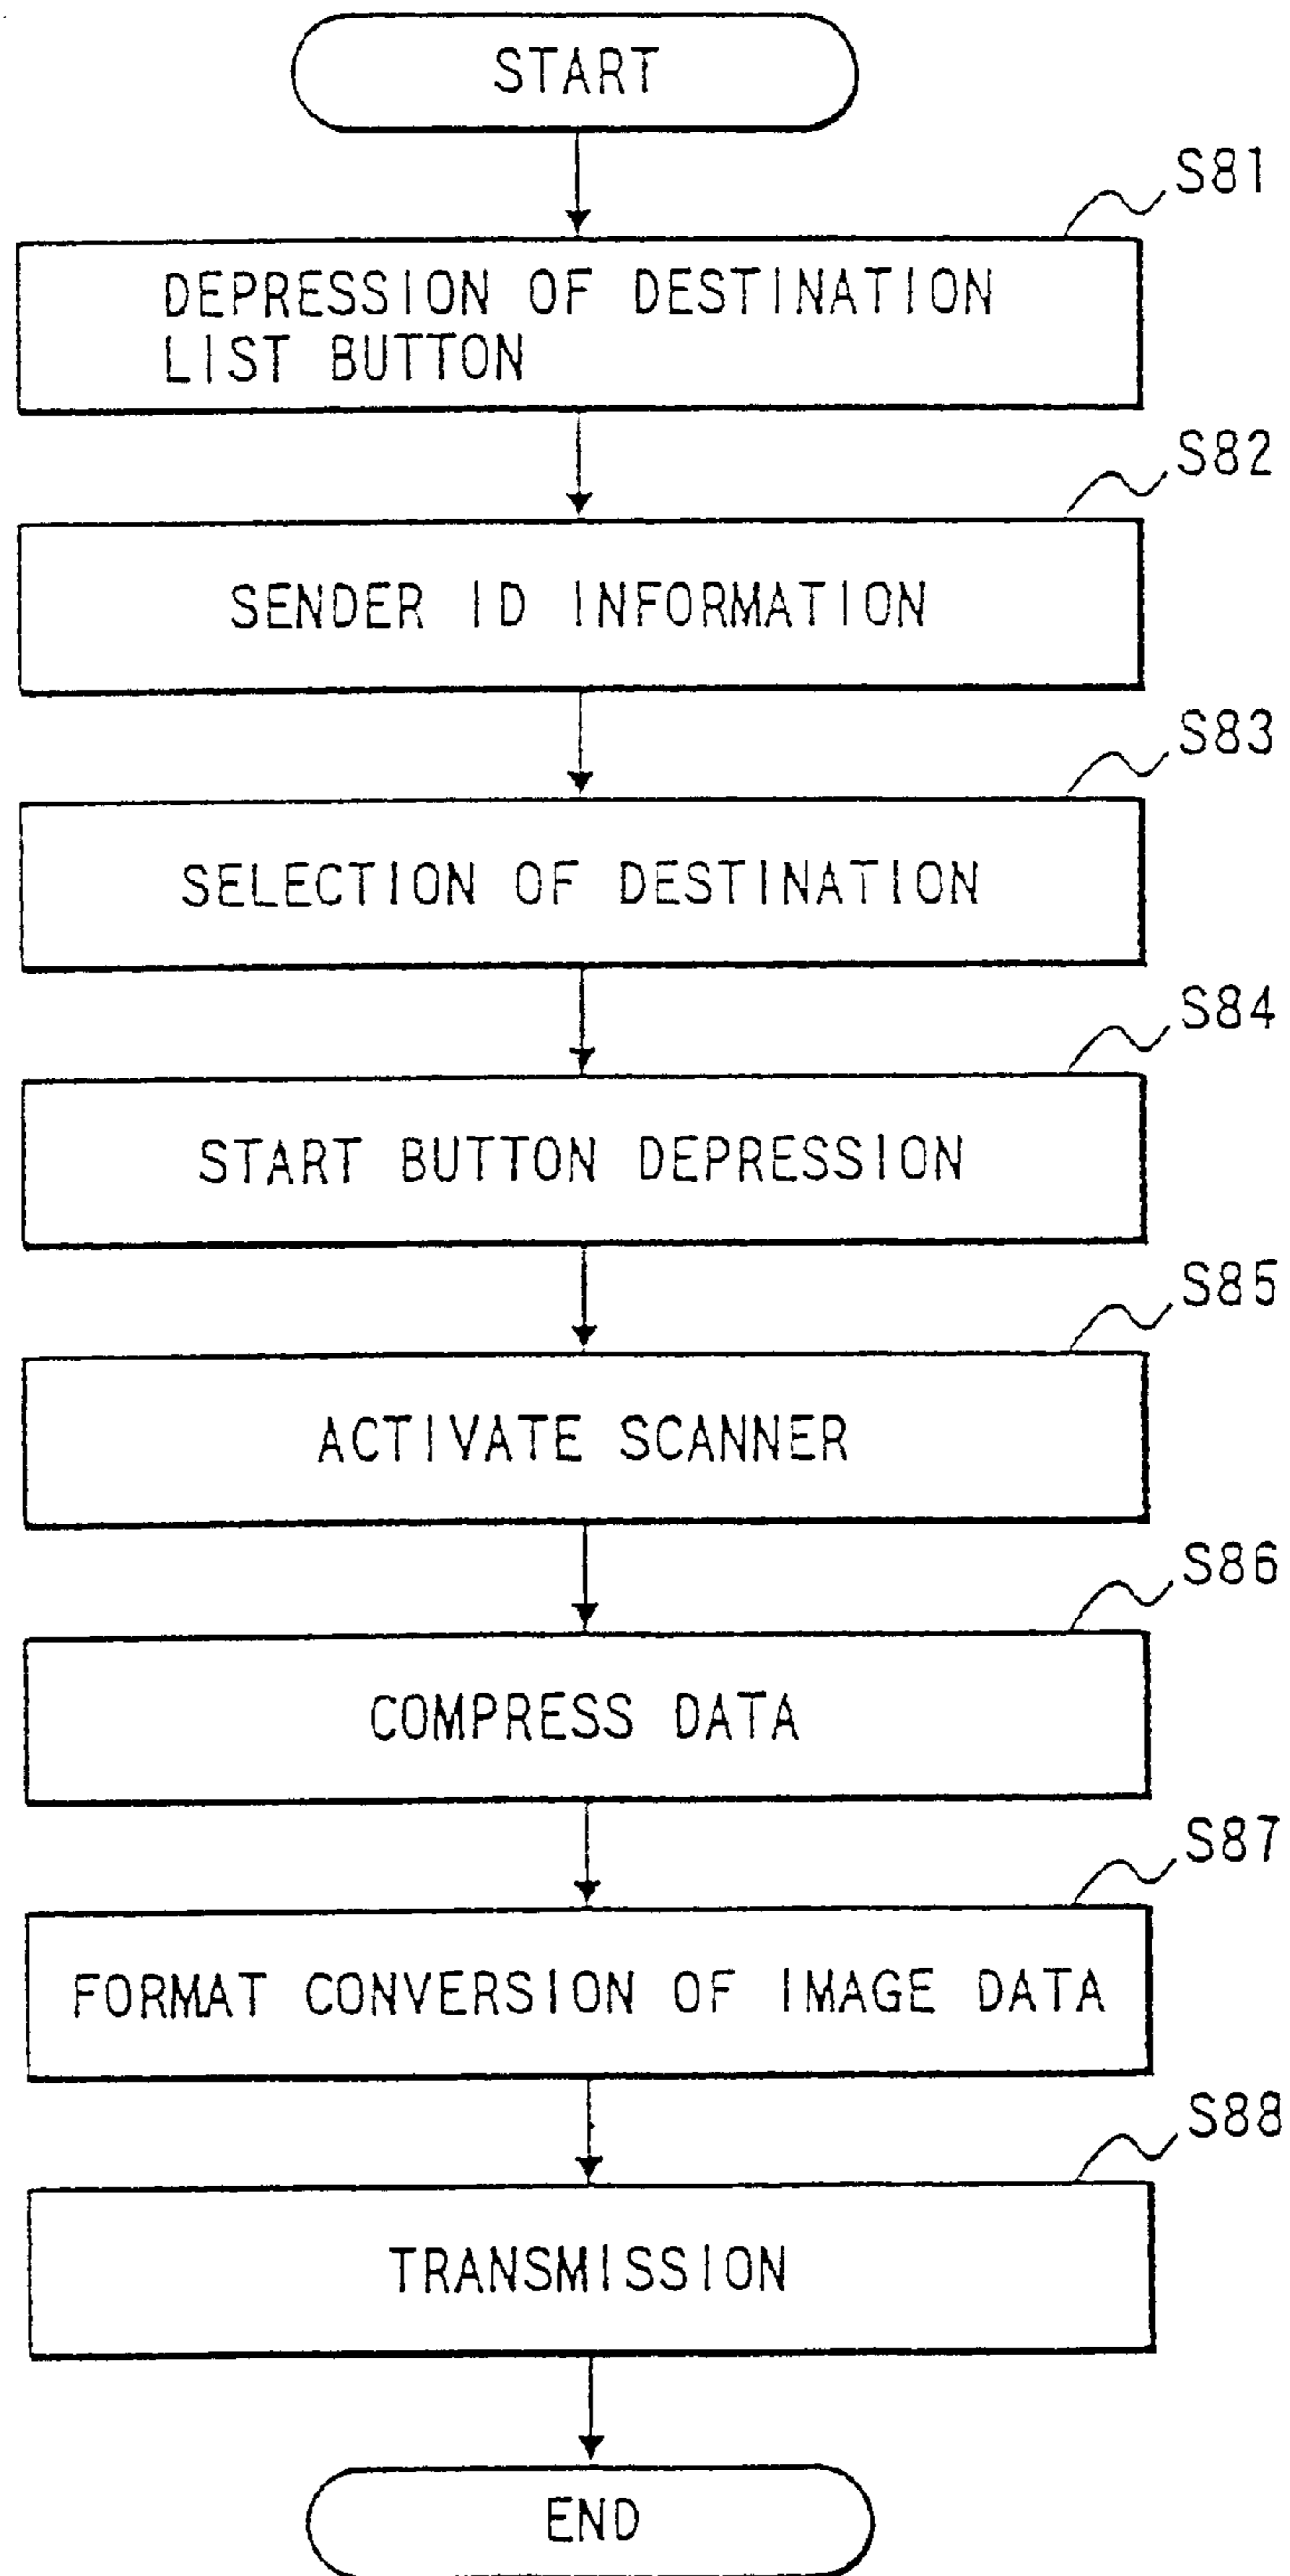 START
S81
DEPRESSION OF DESTINATION
LIST BUTTON
S82
SENDER ID INFORMATION
S83
SELECTION OF DESTINATION
S84
START BUTTON DEPRESSION
S85
ACTIVATE SCANNER
S86
COMPRESS DATA
S87
FORMAT CONVERSION OF IMAGE DATA
S88
TRANSMISSION
END